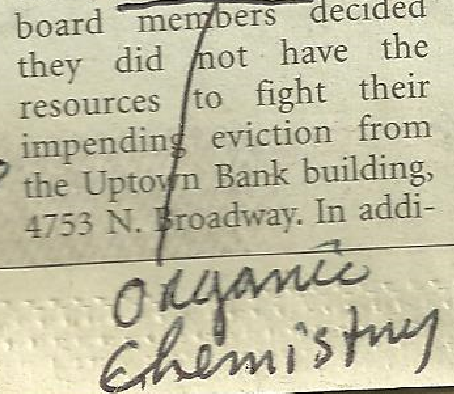 board members decided
they did not have the
resources to fight their
impending eviction from
the Uptown Bank building,
4753 N. Broadway. In addi-
Organic
Chemistry